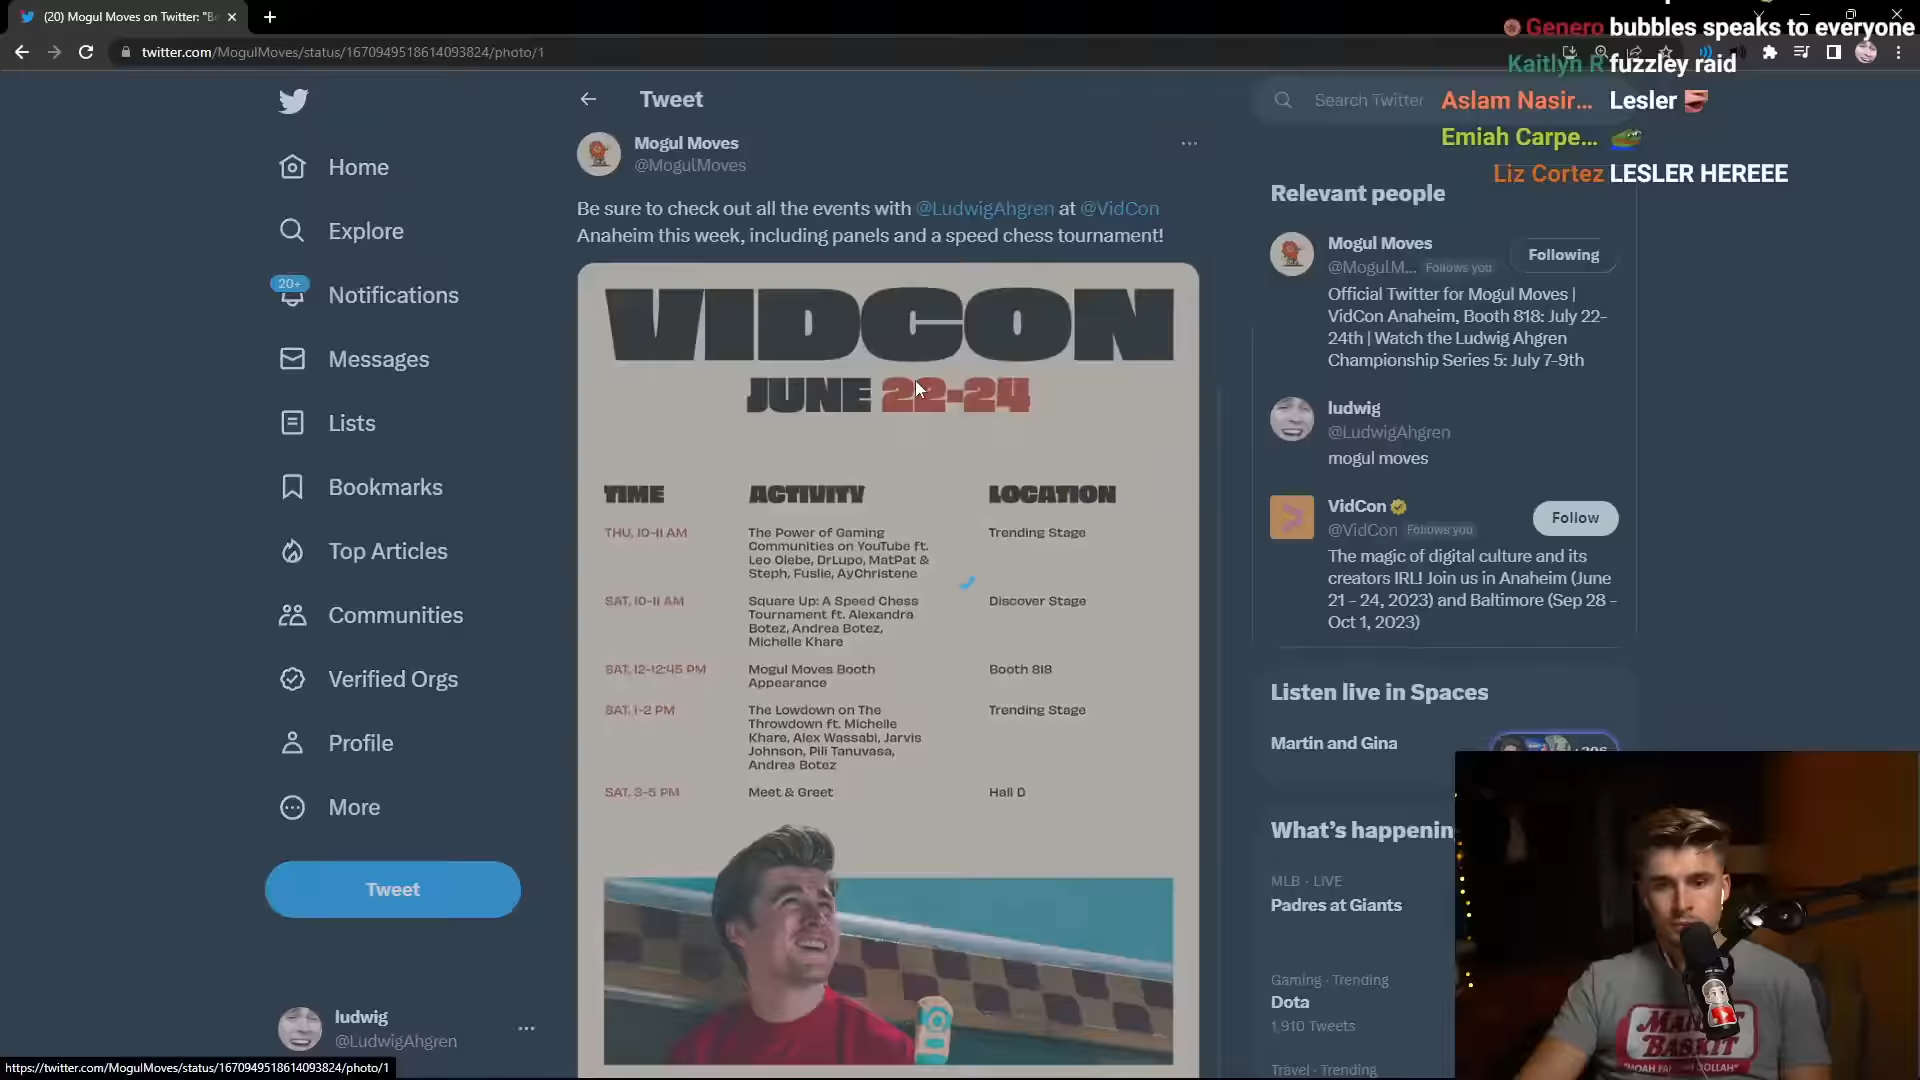 (20) Mogul Moves on Twitter: "Be
twitter.com/MogulMoves/status/1670949518614093824/photo/1
Genero bubbles speaks to everyone
Kaitlyn R fuzzley raid
Aslam Nasir... Lesler
Emiah Carpe...
Liz Cortez LESLER HEREEE
Home
Explore
20+
Notifications
Messages
Lists
Bookmarks
Top Articles
Communities
Verified Orgs
Profile
More
Tweet
ludwig
@LudwigAhgren
https://twitter.com/MogulMoves/status/1670949518614093824/photo/1
Tweet
Mogul Moves
@MogulMoves
Be sure to check out all the events with @LudwigAhgren at @VidCon
Anaheim this week, including panels and a speed chess tournament!
VIDCON
JUNE 22-24
TIME ACTIVITY LOCATION
THU, 10-11 AM The Power of Gaming Trending Stage
Communities on YouTube ft.
Leo Olebe, DrLupo, MatPat &
Steph, Fuslie, AyChristene
SAT, 10-11 AM Square Up: A Speed Chess Discover Stage
Tournament ft. Alexandra
Botez, Andrea Botez,
Michelle Khare
SAT, 12-12:45 PM Mogul Moves Booth Booth 818
Appearance
SAT, 1-2 PM The Lowdown on The Trending Stage
Throwdown ft. Michelle
Khare, Alex Wassabi, Jarvis
Johnson, Pili Tanuvasa,
Andrea Botez
SAT, 3-5 PM Meet & Greet Hall D
Search Twitter
Relevant people
Mogul Moves
@MogulM... Follows you
Following
Official Twitter for Mogul Moves |
VidCon Anaheim, Booth 818: July 22-
24th | Watch the Ludwig Ahgren
Championship Series 5: July 7-9th
ludwig
@LudwigAhgren
mogul moves
VidCon
@VidCon Follows you
Follow
The magic of digital culture and its
creators IRL! Join us in Anaheim (June
21 - 24, 2023) and Baltimore (Sep 28 -
Oct 1, 2023)
Listen live in Spaces
Martin and Gina
What's happenin
MLB · LIVE
Padres at Giants
Gaming · Trending
Dota
1,910 Tweets
Travel · Trending
BASKET